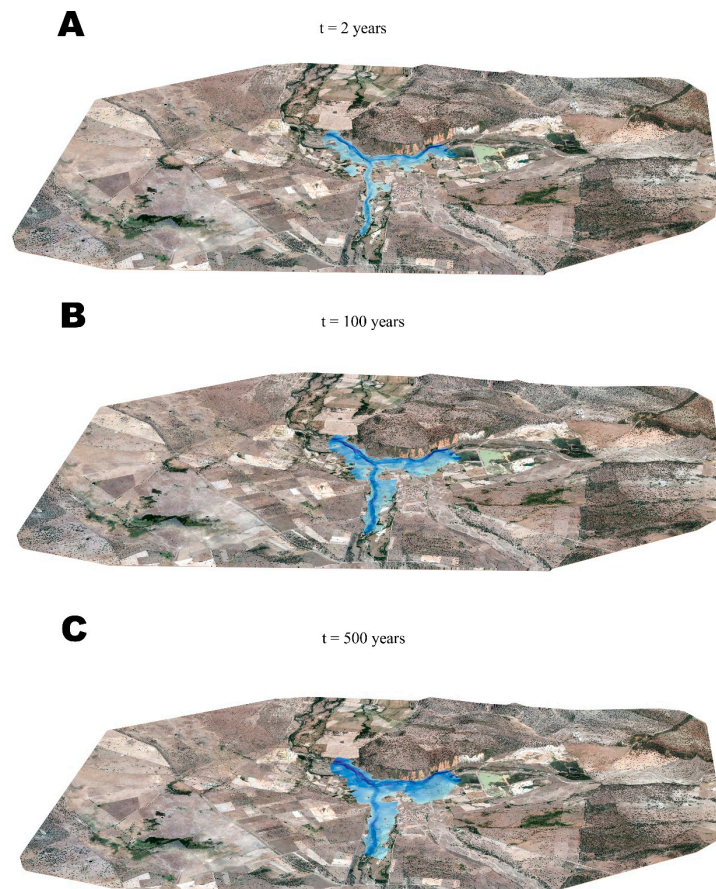 A
t = 2 years
B
t = 100 years
C
t = 500 years